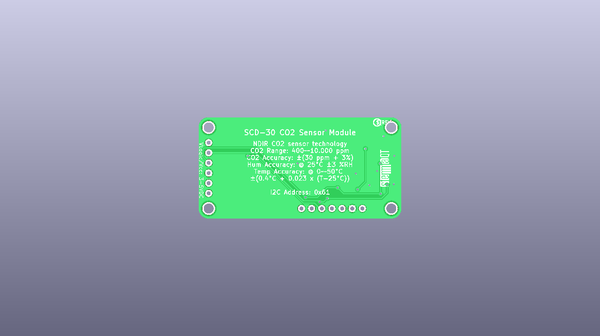 SCD-30 CO2 Sensor Module
NDIR CO2 sensor technology
CO2 Range: 400-10.000 ppm
CO2 Accuracy: ±(30 ppm + 3%)
Hum Accuracy: @ 25°C ±3 %RH
Temp Accuracy: @ 0-50°C
±(0.4°C + 0.023 x (T-25°C))
I2C Address: 0x61